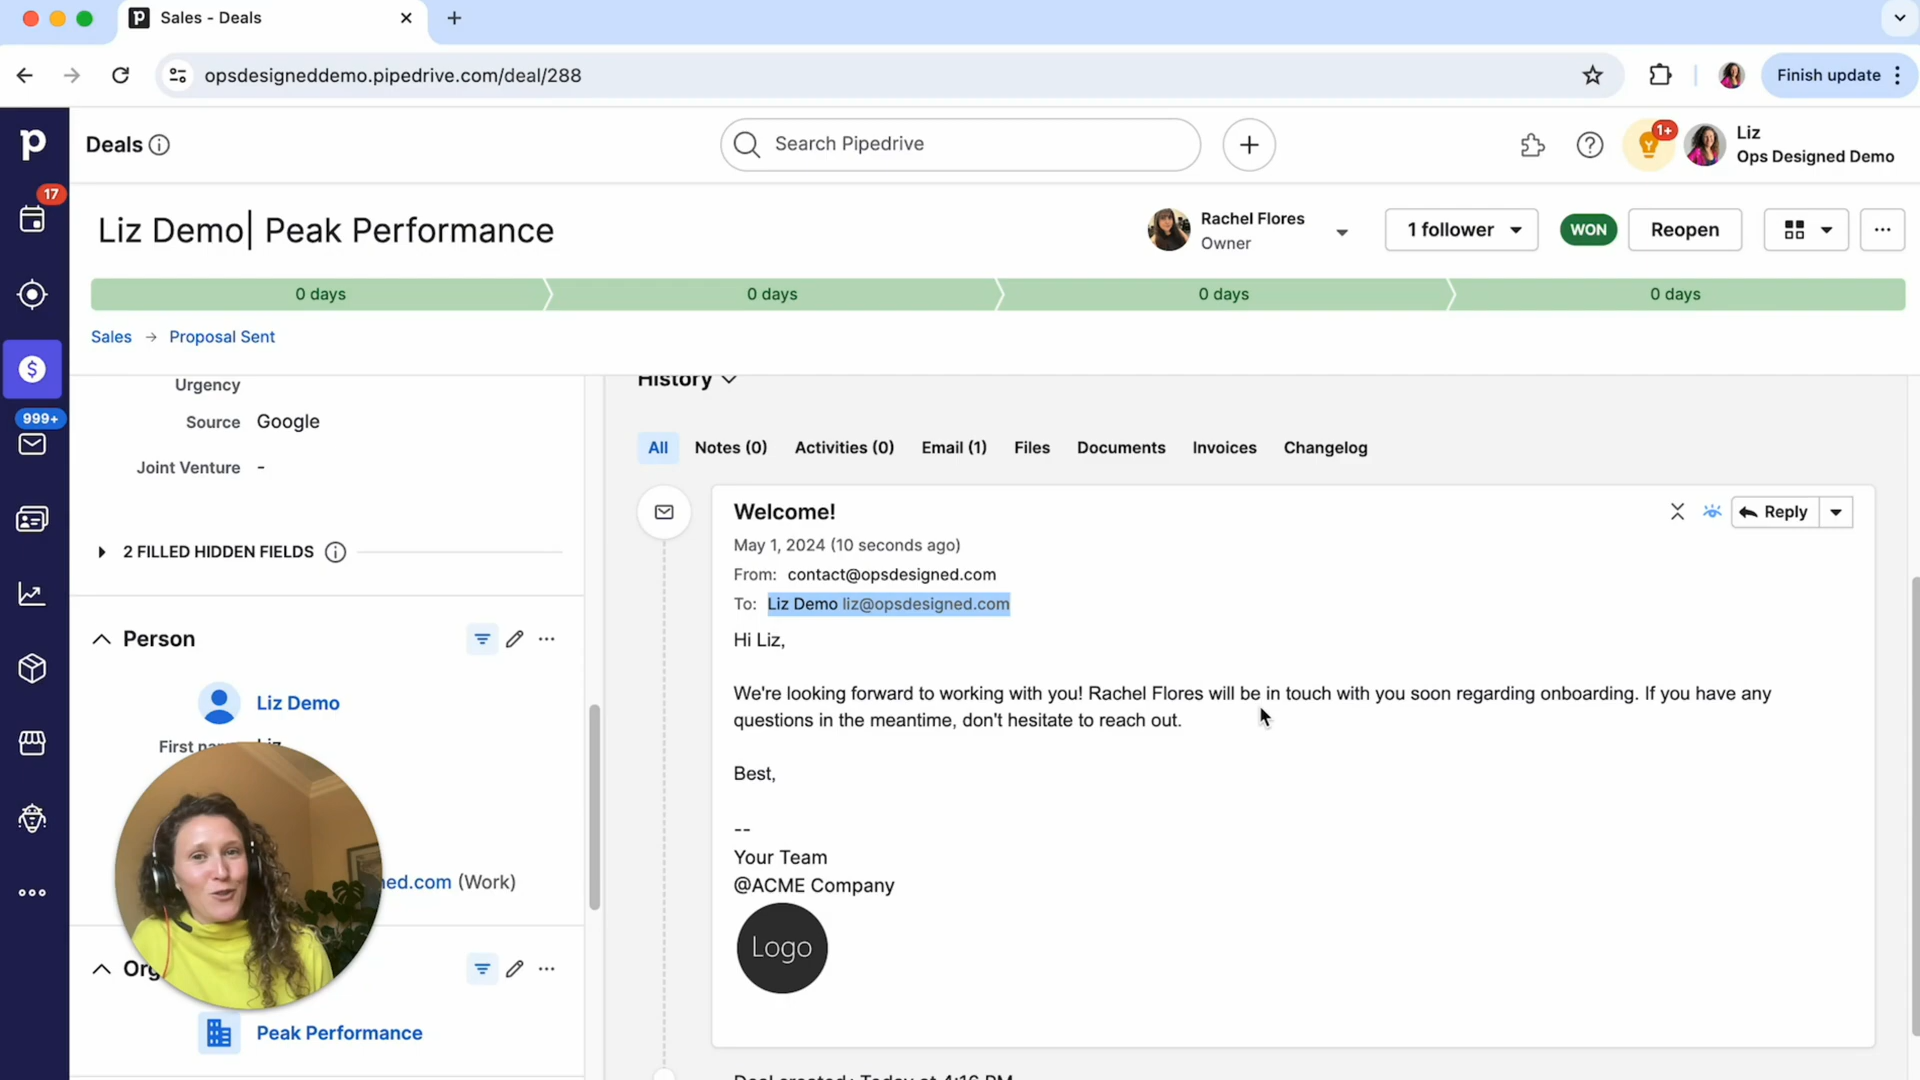 Sales - Deals
opsdesigneddemo.pipedrive.com/deal/288
Finish update
Deals
Search Pipedrive
1+
Liz
Ops Designed Demo
17
Liz Demo| Peak Performance
Rachel Flores
Owner
1 follower
WON
Reopen
0 days
0 days
0 days
0 days
Sales → Proposal Sent
999+
Urgency
Source Google
Joint Venture -
2 FILLED HIDDEN FIELDS
Person
Liz Demo
(Work)
Peak Performance
History
All
Notes (0)
Activities (0)
Email (1)
Files
Documents
Invoices
Changelog
Welcome!
Reply
May 1, 2024 (10 seconds ago)
From: contact@opsdesigned.com
To: Liz Demo liz@opsdesigned.com
Hi Liz,
We're looking forward to working with you! Rachel Flores will be in touch with you soon regarding onboarding. If you have any
questions in the meantime, don't hesitate to reach out.
Best,
--
Your Team
@ACME Company
Logo